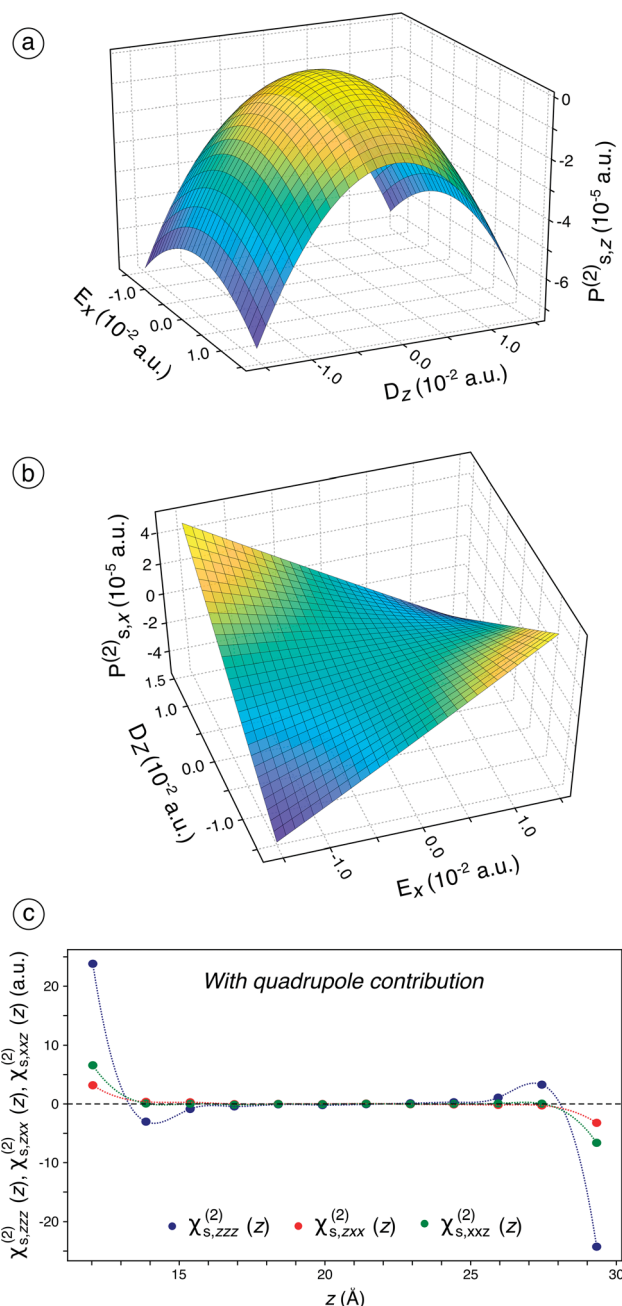 a
0
-2
-4
-6
P(2)s,z (10-5 a.u.)
-1.0
0.0
1.0
Ex (10-2 a.u.)
-1.0
0.0
1.0
Dz (10-2 a.u.)
b
4
2
0
-2
-4
P(2)s,x (10-5 a.u.)
1.5
1.0
0.0
-1.0
DZ (10-2 a.u.)
-1.0
0.0
1.0
Ex (10-2 a.u.)
c
With quadrupole contribution
20
10
0
-10
-20
χ(2)s,zzz (z), χ(2)s,zxx (z), χ(2)s,xxz (z) (a.u.)
χ(2)s,zzz (z) χ(2)s,zxx (z) χ(2)s,xxz (z)
15 20 25 30
z (Å)